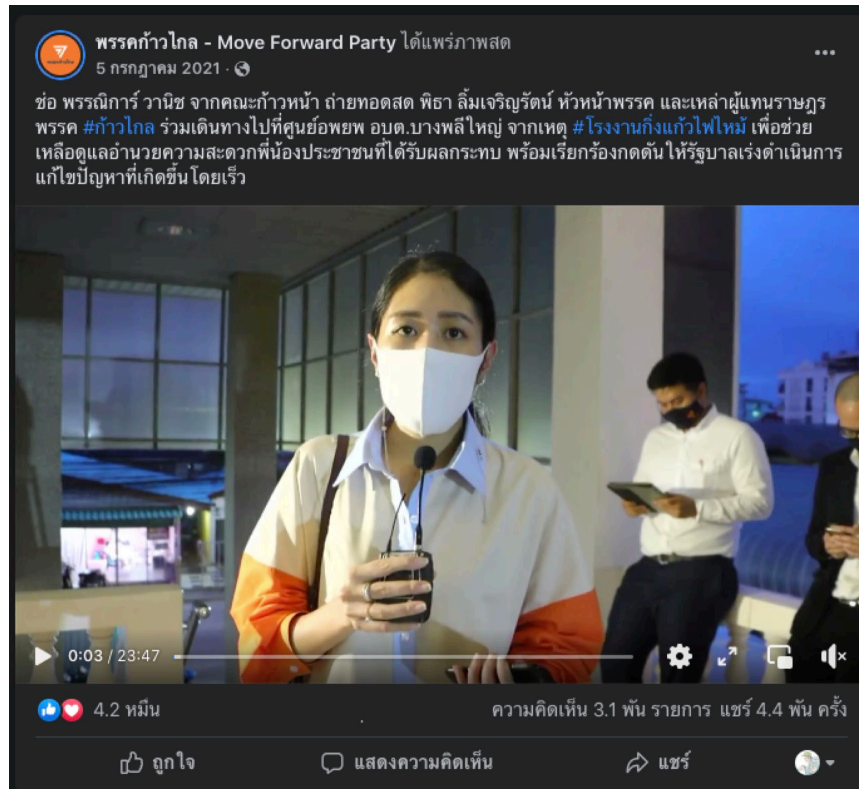 พรรคก้าวไกล - Move Forward Party ได้แพร่ภาพสด
5 กรกฎาคม 2021 ·
ช่อ พรรณิการ์ วานิช จากคณะก้าวหน้า ถ่ายทอดสด พิธา ลิ้มเจริญรัตน์ หัวหน้าพรรค และเหล่าผู้แทนราษฎร
พรรค #ก้าวไกล ร่วมเดินทางไปที่ศูนย์อพยพ อบต.บางพลีใหญ่ จากเหตุ #โรงงานกิ่งแก้วไฟไหม้ เพื่อช่วย
เหลือดูแลอำนวยความสะดวกพี่น้องประชาชนที่ได้รับผลกระทบ พร้อมเรียกร้องกดดันให้รัฐบาลเร่งดำเนินการ
แก้ไขปัญหาที่เกิดขึ้นโดยเร็ว
0:03 / 23:47
4.2 หมื่น ความคิดเห็น 3.1 พัน รายการ แชร์ 4.4 พัน ครั้ง
ถูกใจ แสดงความคิดเห็น แชร์